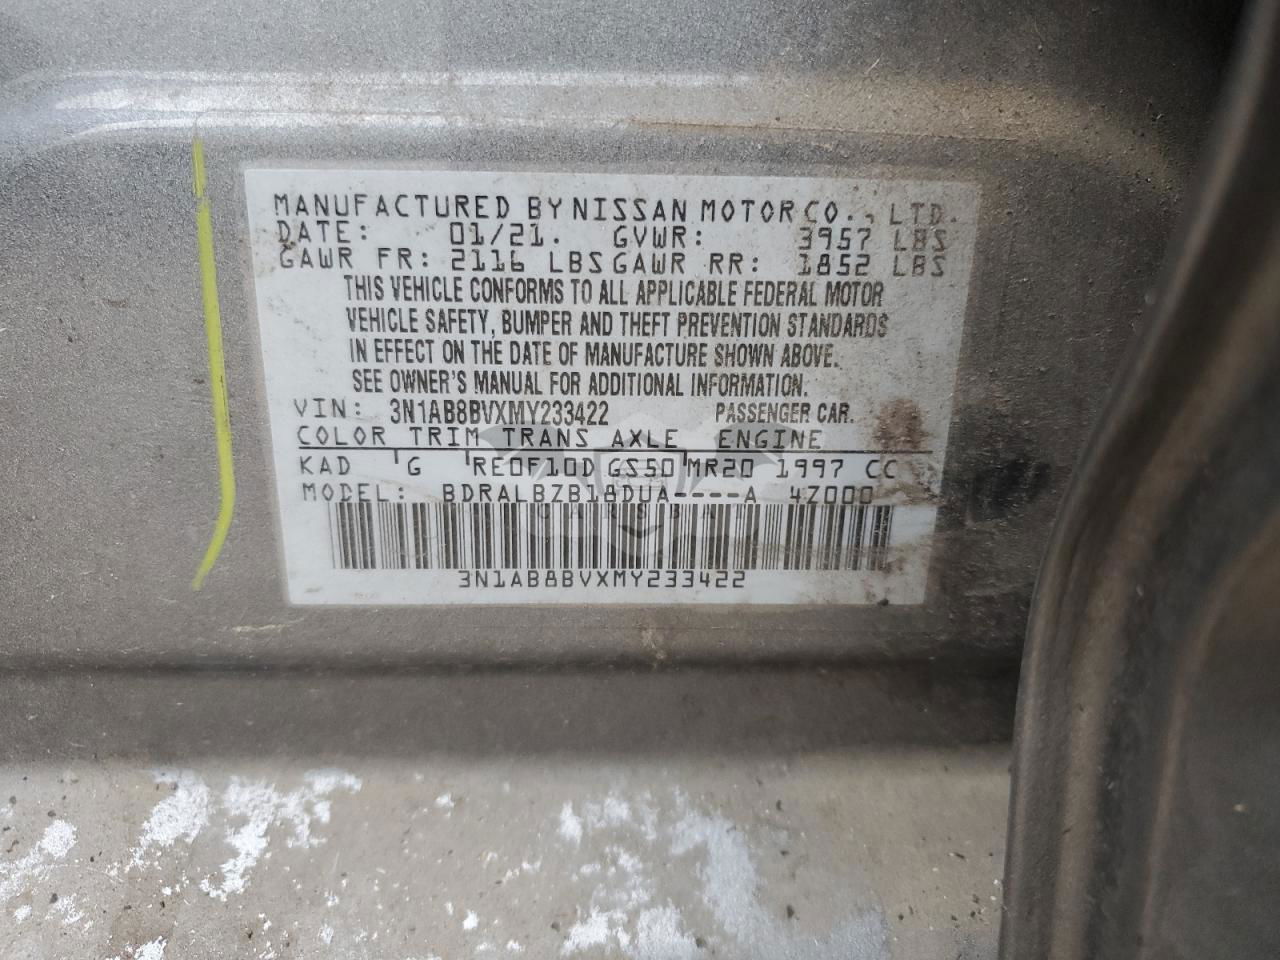 MANUFACTURED BY NISSAN MOTOR CO., LTD.
DATE: 01/21. GVWR: 3957 LBS
GAWR FR: 2116 LBS GAWR RR: 1852 LBS
THIS VEHICLE CONFORMS TO ALL APPLICABLE FEDERAL MOTOR
VEHICLE SAFETY, BUMPER AND THEFT PREVENTION STANDARDS
IN EFFECT ON THE DATE OF MANUFACTURE SHOWN ABOVE.
SEE OWNER'S MANUAL FOR ADDITIONAL INFORMATION.
VIN: 3N1AB8BVXMY233422 PASSENGER CAR.
COLOR TRIM TRANS AXLE ENGINE
KAD G RE0F10D GS50 MR20 1997 CC
MODEL: BDRALBZB18DUA----A 4Z000
3N1AB8BVXMY233422